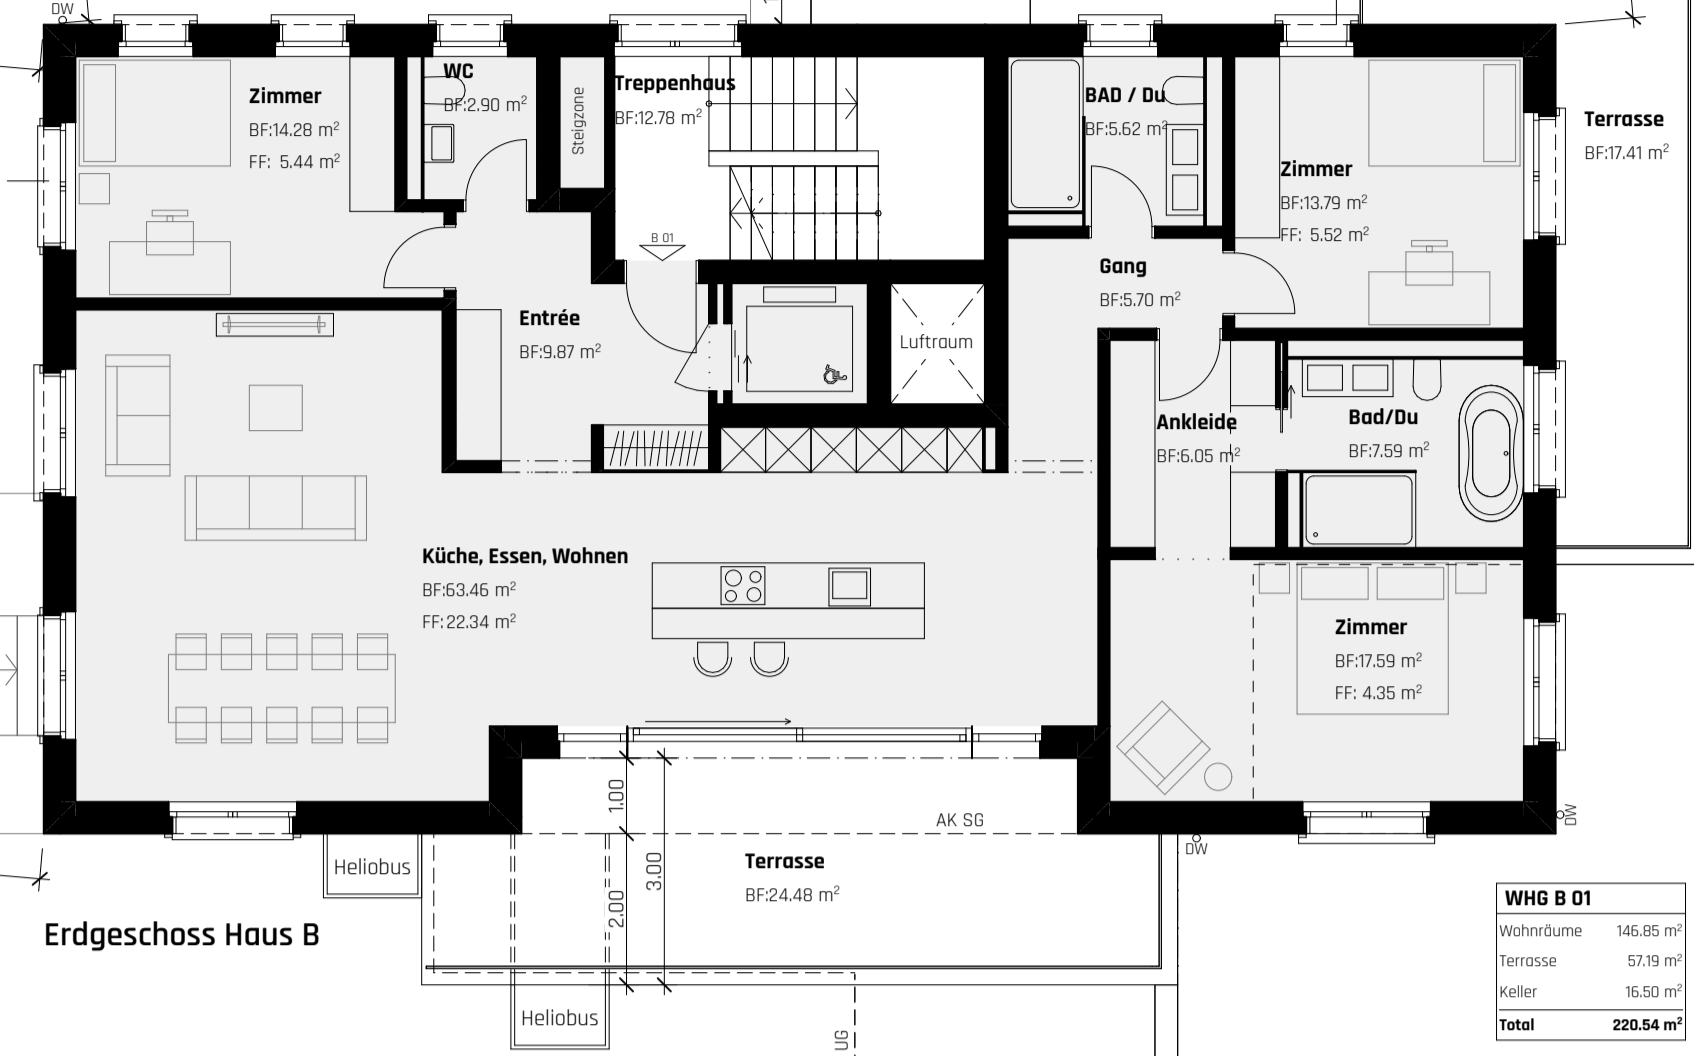 DW
Zimmer
BF:14.28 m²
FF: 5.44 m²
WC
BF:2.90 m²
Steigzone
Treppenhaus
BF:12.78 m²
B 01
BAD / Du
BF:5.62 m²
Zimmer
BF:13.79 m²
FF: 5.52 m²
Terrasse
BF:17.41 m²
Gang
BF:5.70 m²
Entrée
BF:9.87 m²
Luftraum
Ankleide
BF:6.05 m²
Bad/Du
BF:7.59 m²
Küche, Essen, Wohnen
BF:63.46 m²
FF:22.34 m²
Zimmer
BF:17.59 m²
FF: 4.35 m²
1.00
2.00
3.00
AK SG
DW
DW
Terrasse
BF:24.48 m²
Heliobus
Heliobus
UG
Erdgeschoss Haus B
WHG B 01
Wohnräume 146.85 m²
Terrasse 57.19 m²
Keller 16.50 m²
Total 220.54 m²